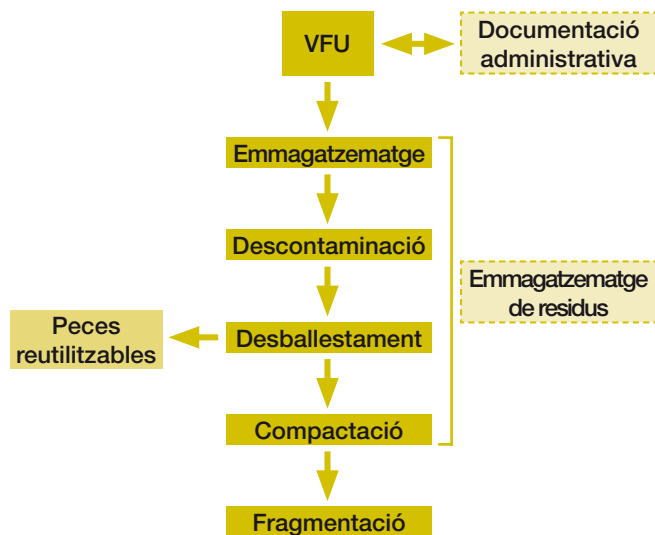 VFU
Documentació
administrativa
Emmagatzematge
Descontaminació
Emmagatzematge
de residus
Peces
reutilitzables
Desballestament
Compactació
Fragmentació